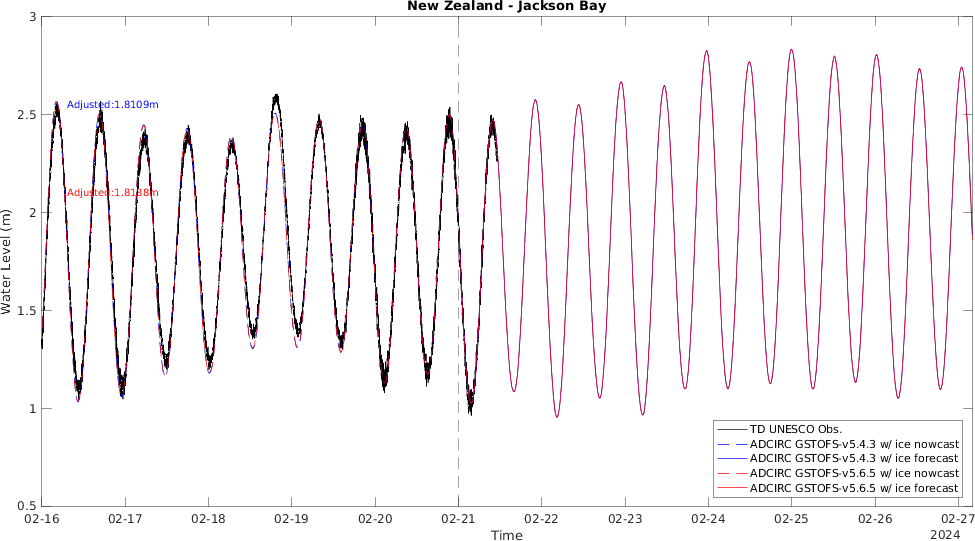 New Zealand - Jackson Bay
3
2.5
2
1.5
1
0.5
Water Level (m)
Adjusted:1.8109m
Adjusted:1.8138m
TD UNESCO Obs.
ADCIRC GSTOFS-v5.4.3 w/ ice nowcast
ADCIRC GSTOFS-v5.4.3 w/ ice forecast
ADCIRC GSTOFS-v5.6.5 w/ ice nowcast
ADCIRC GSTOFS-v5.6.5 w/ ice forecast
02-16 02-17 02-18 02-19 02-20 02-21 02-22 02-23 02-24 02-25 02-26 02-27
Time
2024